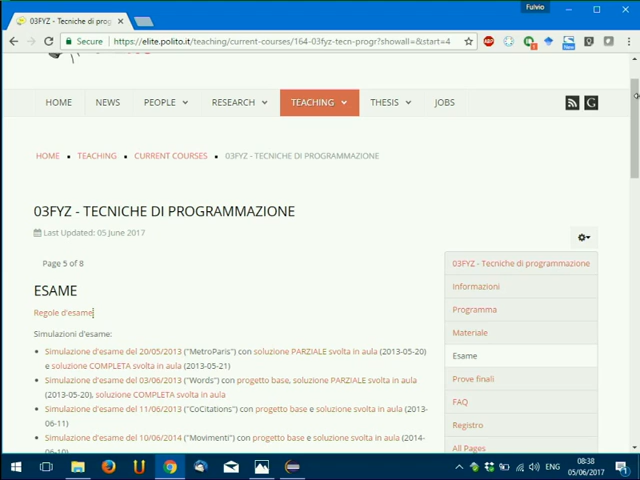 Fulvio
03FYZ - Tecniche di prog
Secure
https://elite.polito.it/teaching/current-courses/164-03fyz-tecn-progr?showall=&start=4
HOME
NEWS
PEOPLE
RESEARCH
TEACHING
THESIS
JOBS
HOME
TEACHING
CURRENT COURSES
03FYZ - TECNICHE DI PROGRAMMAZIONE
03FYZ - TECNICHE DI PROGRAMMAZIONE
Last Updated: 05 June 2017
Page 5 of 8
ESAME
Regole d'esame
Simulazioni d'esame:
Simulazione d'esame del 20/05/2013 ("MetroParis") con soluzione PARZIALE svolta in aula (2013-05-20)
e soluzione COMPLETA svolta in aula (2013-05-21)
Simulazione d'esame del 03/06/2013 ("Words") con progetto base, soluzione PARZIALE svolta in aula
(2013-05-20), soluzione COMPLETA svolta in aula
Simulazione d'esame del 11/06/2013 ("CoCitations") con progetto base e soluzione svolta in aula (2013-
06-11)
Simulazione d'esame del 10/06/2014 ("Movimenti") con progetto base e soluzione svolta in aula (2014-
06-10)
03FYZ - Tecniche di programmazione
Informazioni
Programma
Materiale
Esame
Prove finali
FAQ
Registro
All Pages
ENG
08:38
05/06/2017